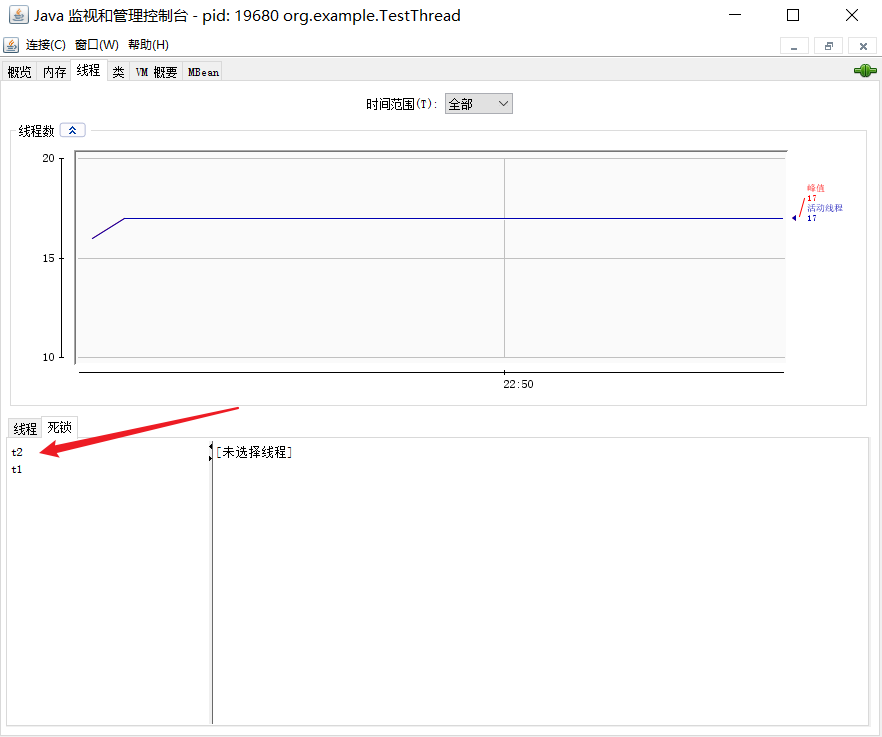 Java 监视和管理控制台 - pid: 19680 org.example.TestThread
连接(C) 窗口(W) 帮助(H)
概览 内存 线程 类 VM 概要 MBean
时间范围(T): 全部
线程数
20
15
10
峰值
17
活动线程
17
22:50
线程 死锁
t2
t1
[未选择线程]